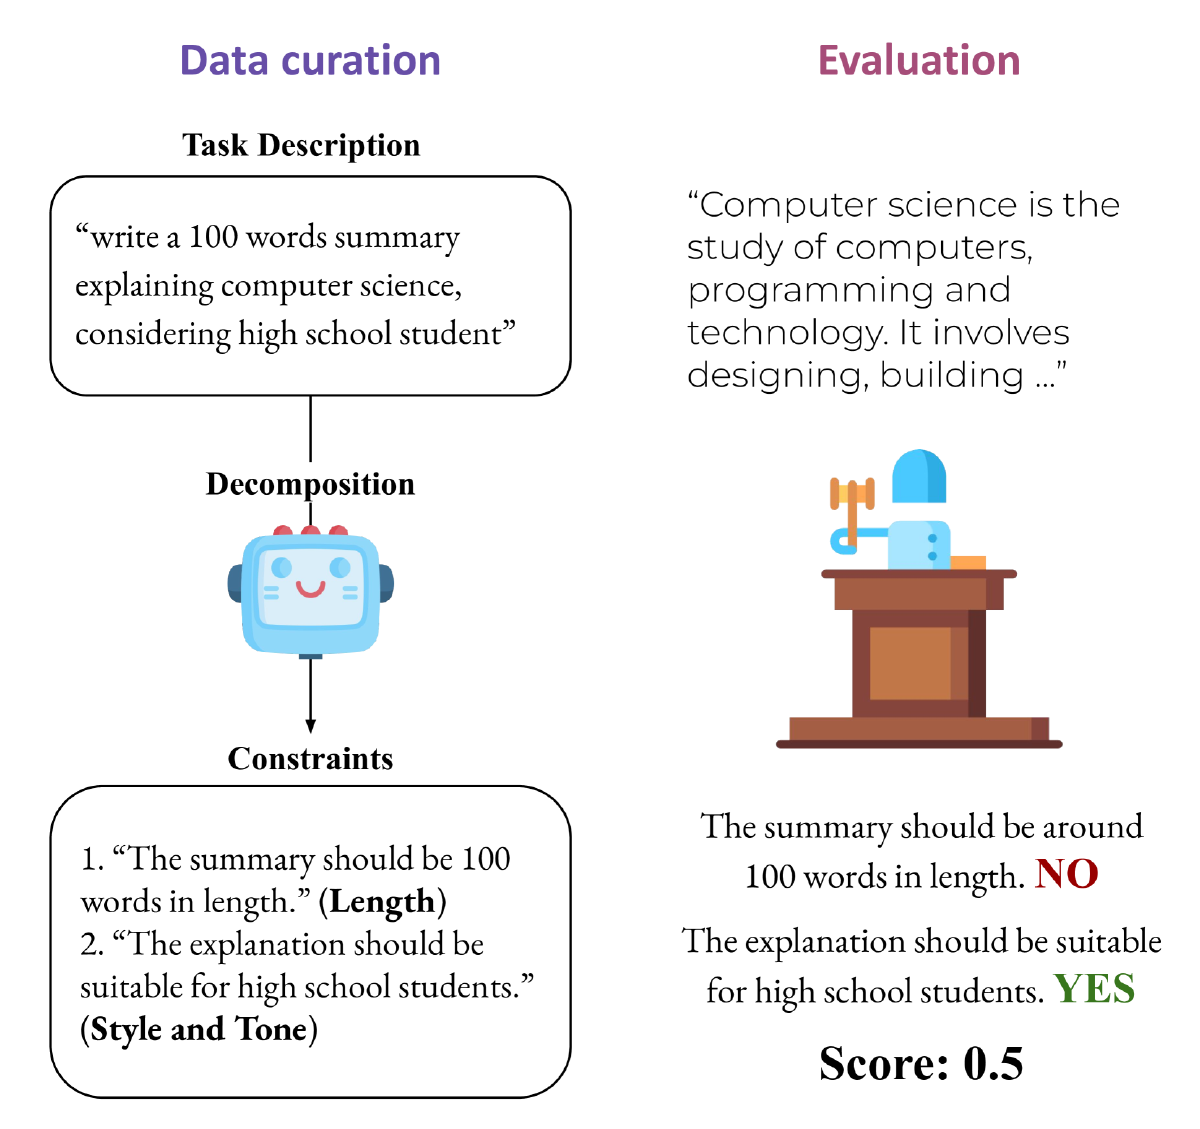 Data curation
Task Description
“write a 100 words summary
explaining computer science,
considering high school student”
Decomposition
Constraints
1. “The summary should be 100
words in length.” (Length)
2. “The explanation should be
suitable for high school students.”
(Style and Tone)
Evaluation
“Computer science is the
study of computers,
programming and
technology. It involves
designing, building ...”
The summary should be around
100 words in length. NO
The explanation should be suitable
for high school students. YES
Score: 0.5